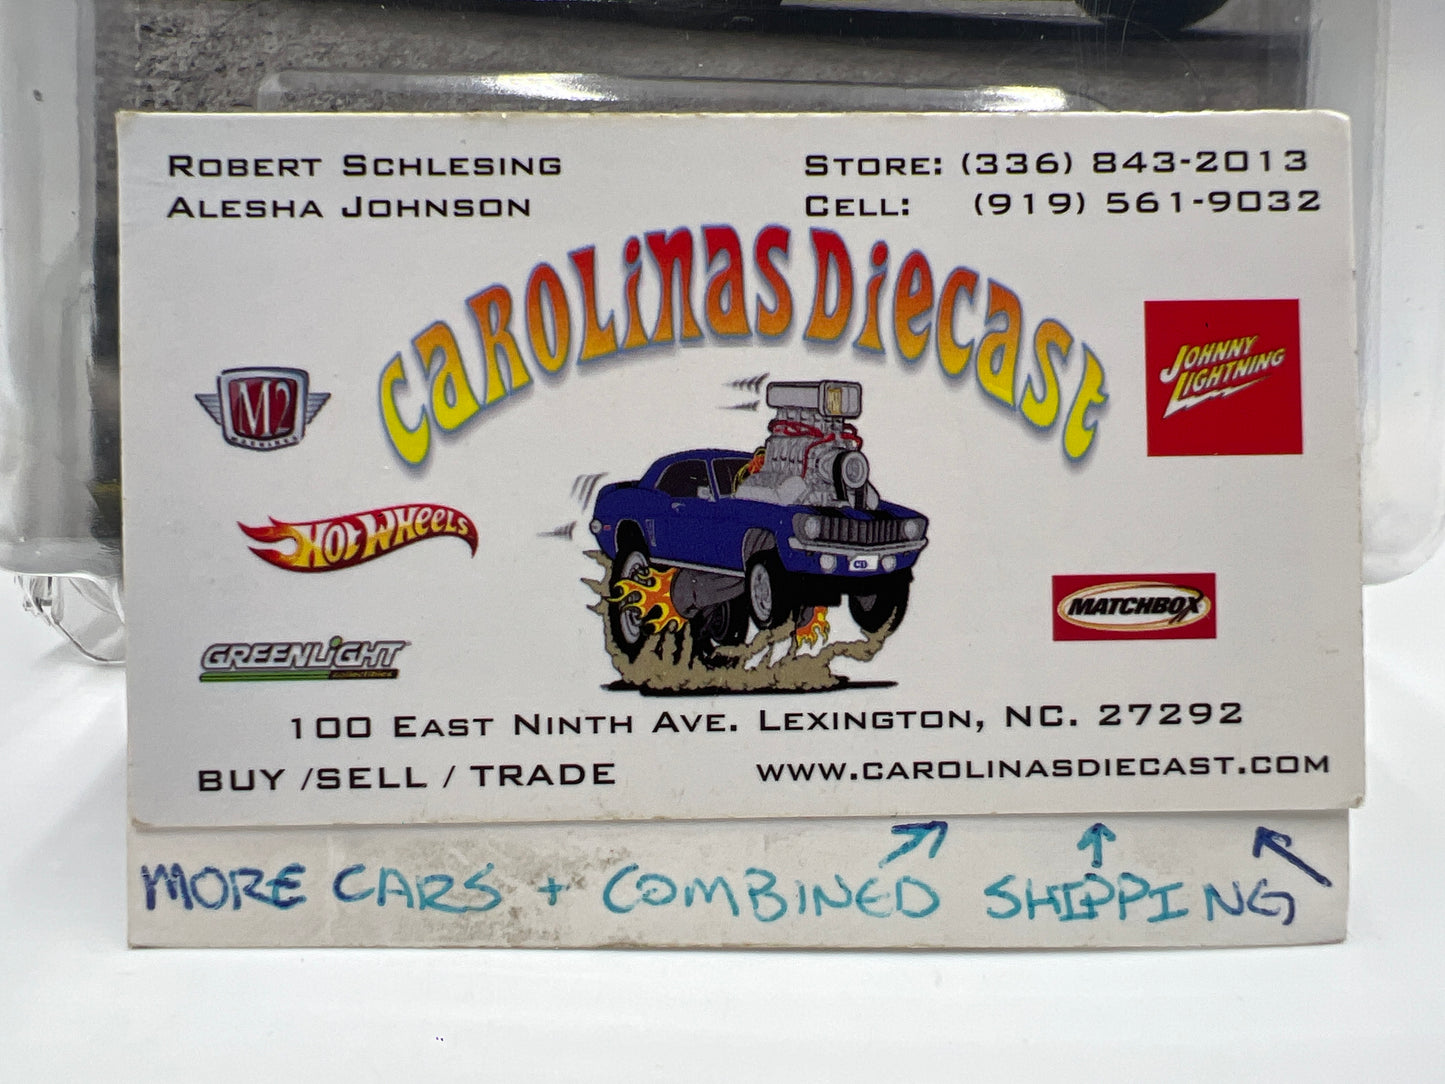 ROBERT SCHLESING
ALESHA JOHNSON
STORE: (336) 843-2013
CELL: (919) 561-9032
CAROLINAS DIECAST
M2
MACHINES
JOHNNY
LIGHTNING
HOT WHEELS
CD
MATCHBOX
GREENLIGHT
100 EAST NINTH AVE. LEXINGTON, NC. 27292
BUY /SELL / TRADE
WWW.CAROLINASDIECAST.COM
MORE CARS + COMBINED SHIPPING